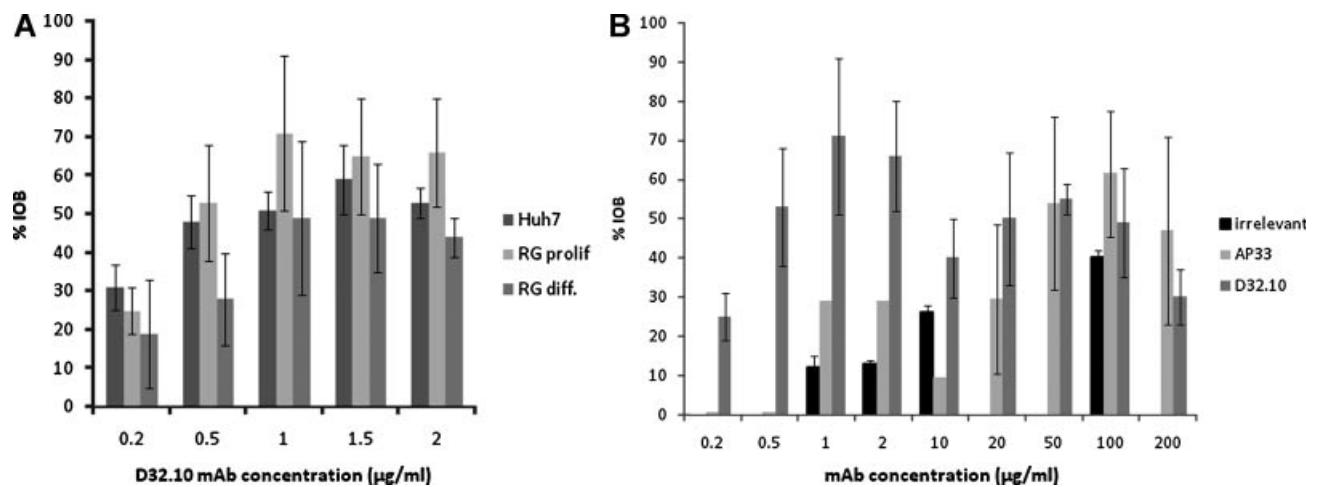 A
% IOB
100
90
80
70
60
50
40
30
20
10
0
0.2 0.5 1 1.5 2
D32.10 mAb concentration (µg/ml)
Huh7
RG prolif
RG diff.
B
% IOB
100
90
80
70
60
50
40
30
20
10
0
0.2 0.5 1 2 10 20 50 100 200
mAb concentration (µg/ml)
irrelevant
AP33
D32.10